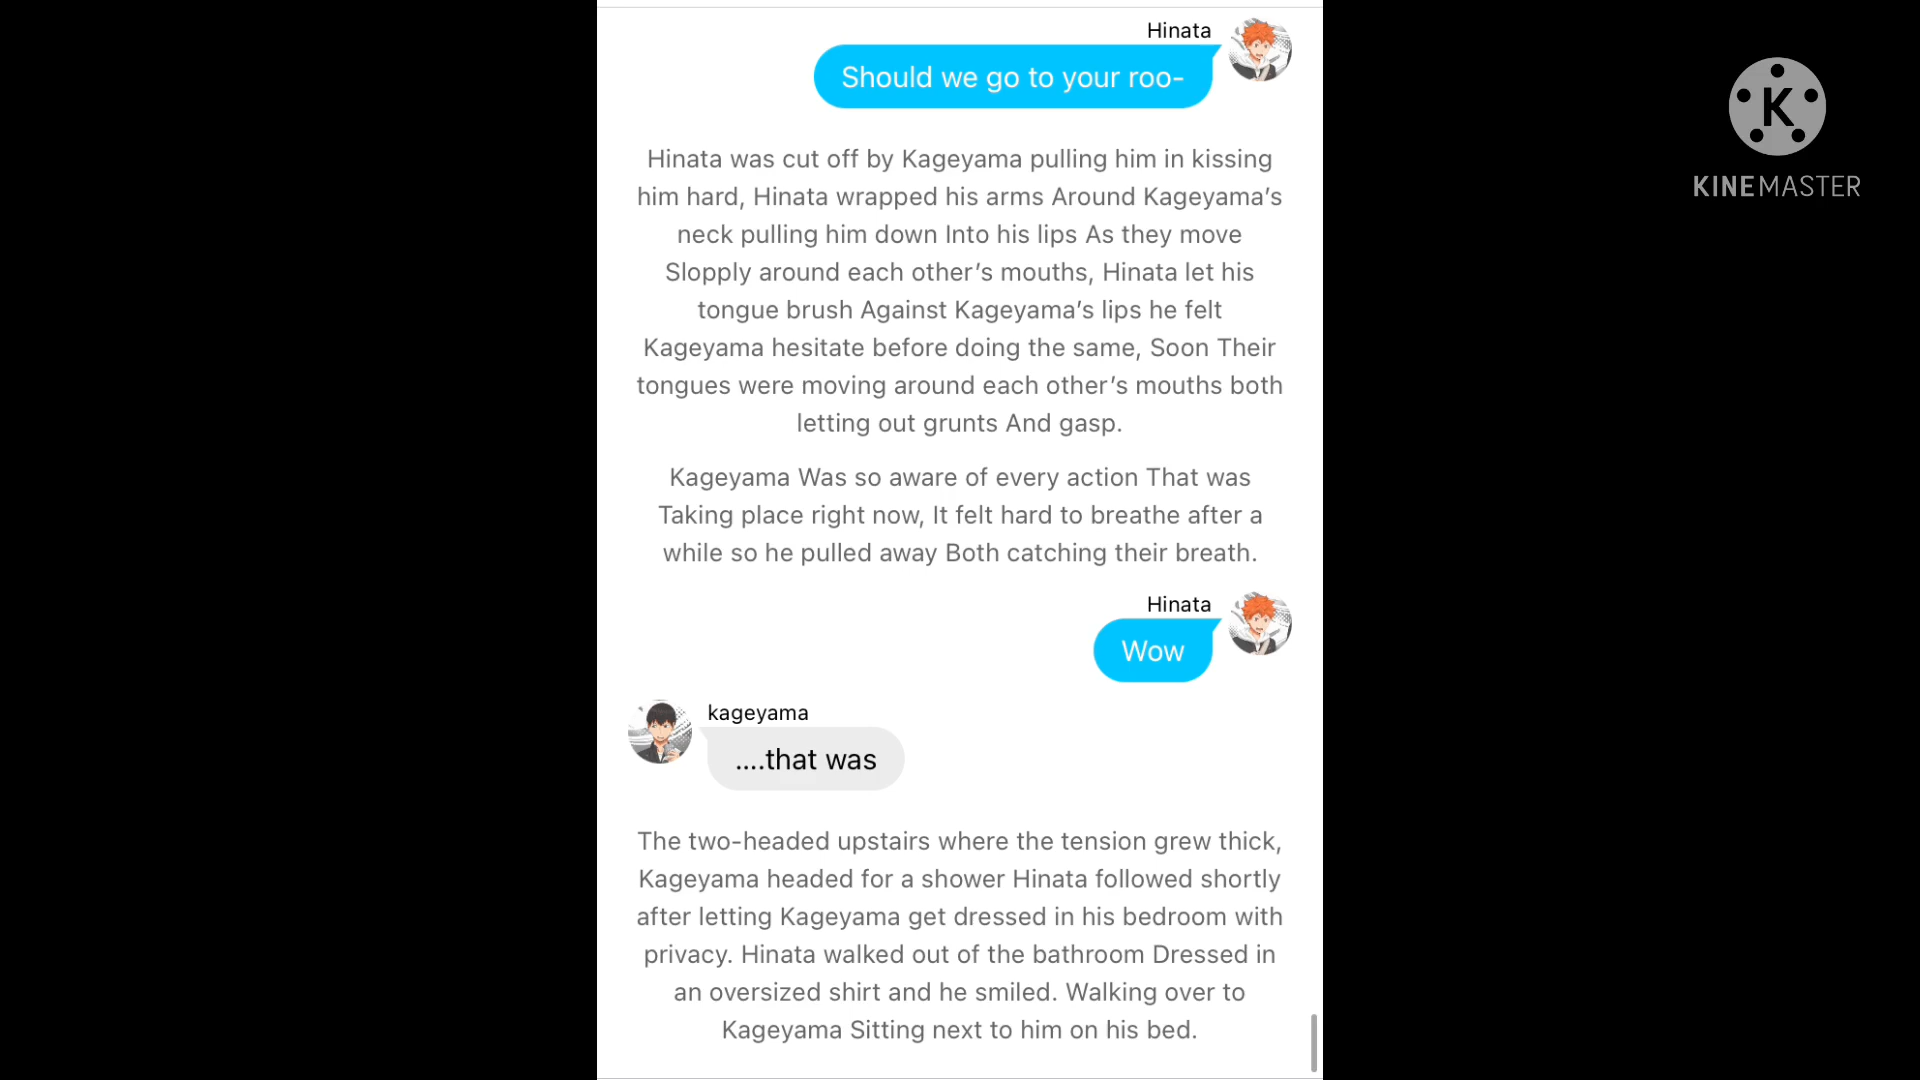 Hinata
Should we go to your roo-
Hinata was cut off by Kageyama pulling him in kissing
him hard, Hinata wrapped his arms Around Kageyama’s
neck pulling him down Into his lips As they move
Slopply around each other’s mouths, Hinata let his
tongue brush Against Kageyama’s lips he felt
Kageyama hesitate before doing the same, Soon Their
tongues were moving around each other’s mouths both
letting out grunts And gasp.
Kageyama Was so aware of every action That was
Taking place right now, It felt hard to breathe after a
while so he pulled away Both catching their breath.
Hinata
Wow
kageyama
....that was
The two-headed upstairs where the tension grew thick,
Kageyama headed for a shower Hinata followed shortly
after letting Kageyama get dressed in his bedroom with
privacy. Hinata walked out of the bathroom Dressed in
an oversized shirt and he smiled. Walking over to
Kageyama Sitting next to him on his bed.
K
KINEMASTER